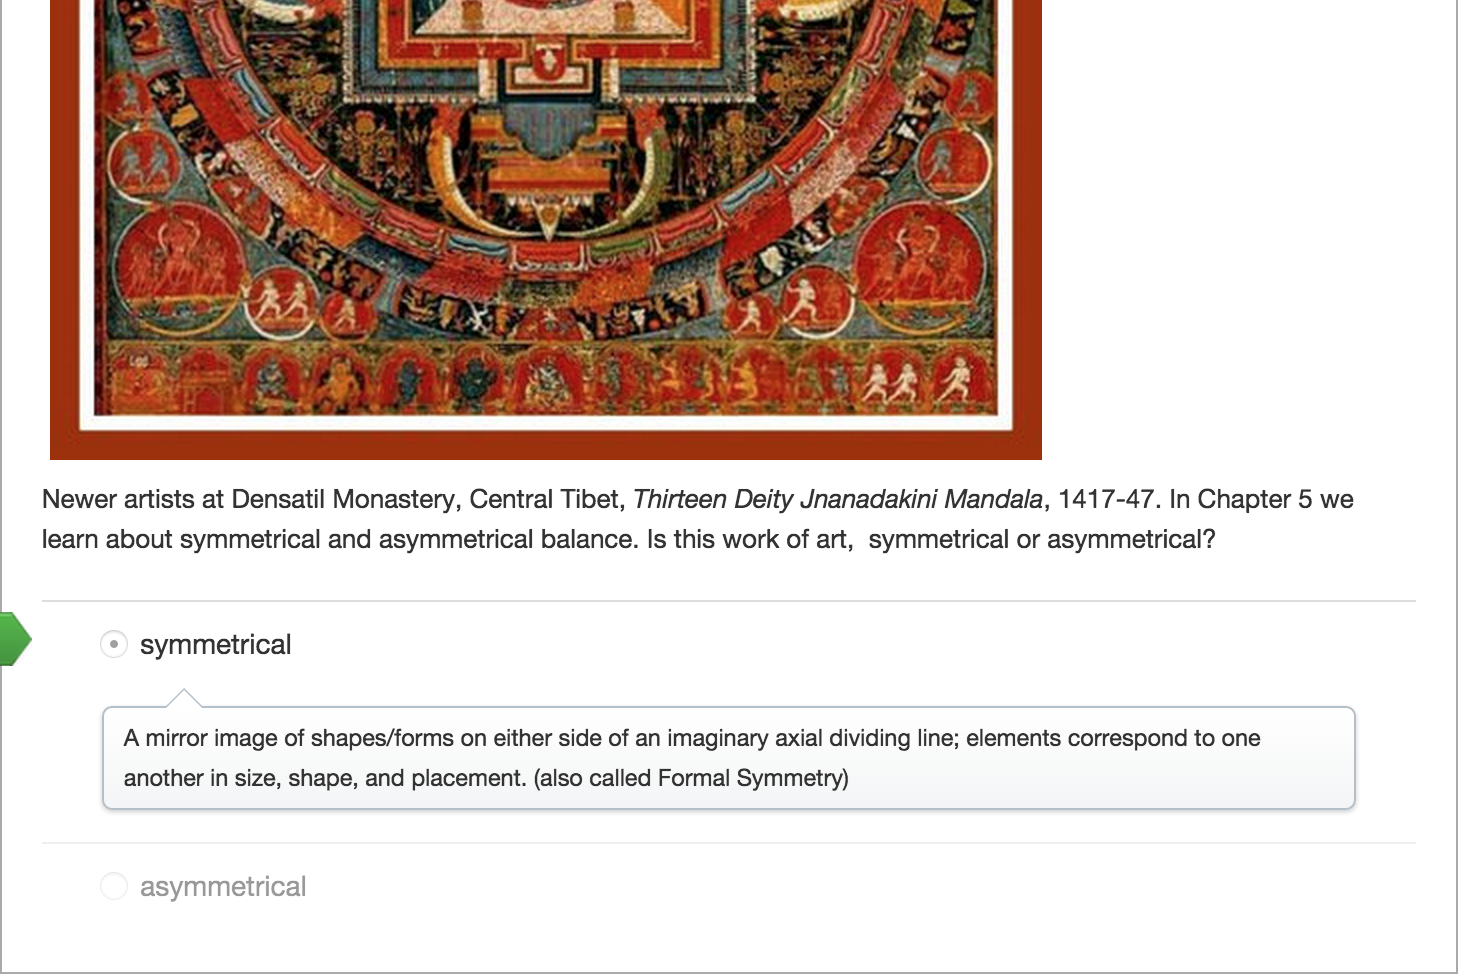 Newer artists at Densatil Monastery, Central Tibet, Thirteen Deity Jnanadakini Mandala, 1417-47. In Chapter 5 we
learn about symmetrical and asymmetrical balance. Is this work of art,  symmetrical or asymmetrical?
symmetrical
A mirror image of shapes/forms on either side of an imaginary axial dividing line; elements correspond to one
another in size, shape, and placement. (also called Formal Symmetry)
asymmetrical